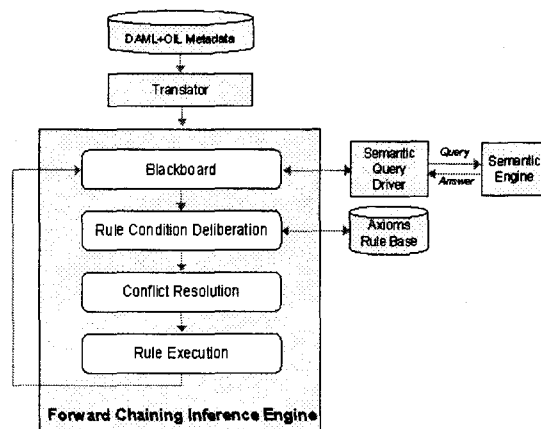 DAML+OIL Metadata
Translator
Blackboard
Semantic
Query
Driver
Query
Answer
Semantic
Engine
Rule Condition Deliberation
Axioms
Rule Base
Conflict Resolution
Rule Execution
Forward Chaining Inference Engine